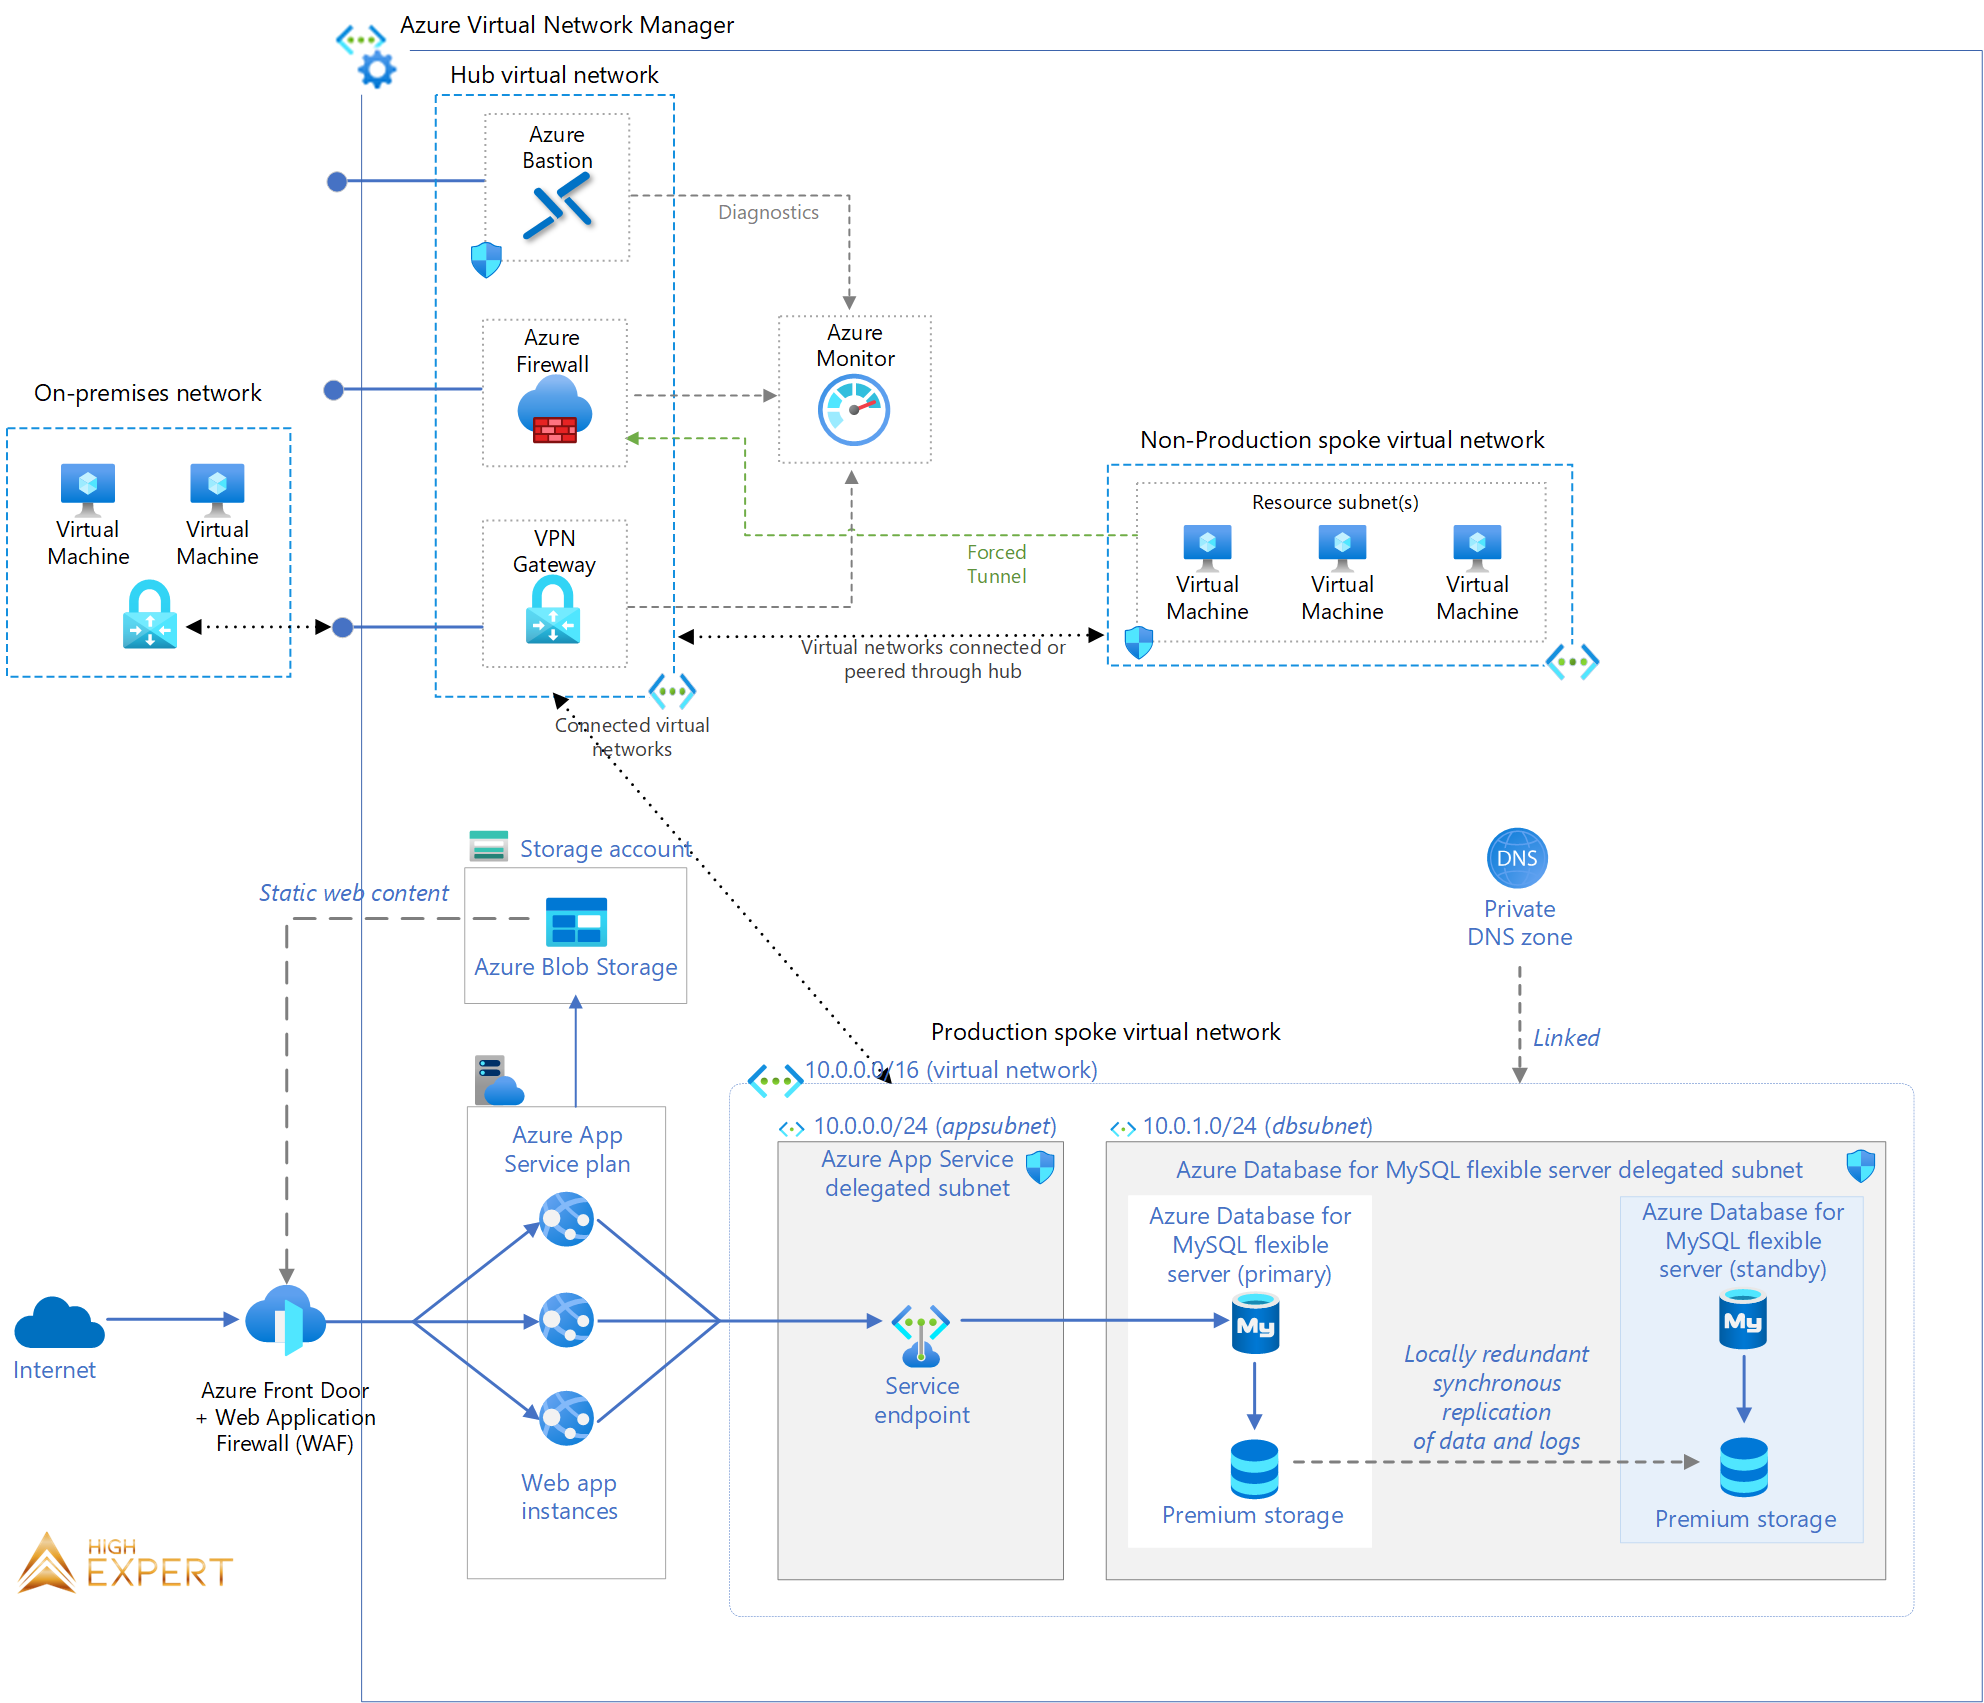 Azure Virtual Network Manager
Hub virtual network
Azure
Bastion
Diagnostics
Azure
Firewall
Azure
Monitor
On-premises network
Virtual
Machine
Virtual
Machine
VPN
Gateway
Non-Production spoke virtual network
Resource subnet(s)
Virtual
Machine
Virtual
Machine
Virtual
Machine
Forced
Tunnel
Virtual networks connected or
peered through hub
Connected virtual
networks
Storage account
Static web content
Azure Blob Storage
DNS
Private
DNS zone
Linked
Production spoke virtual network
10.0.0.0/16 (virtual network)
10.0.0.0/24 (appsubnet)
10.0.1.0/24 (dbsubnet)
Azure App
Service plan
Azure App Service
delegated subnet
Azure Database for MySQL flexible server delegated subnet
Azure Database for
MySQL flexible
server (primary)
My
Azure Database for
MySQL flexible
server (standby)
My
Internet
Azure Front Door
+ Web Application
Firewall (WAF)
Service
endpoint
Locally redundant
synchronous
replication
of data and logs
Web app
instances
Premium storage
Premium storage
HIGH
EXPERT